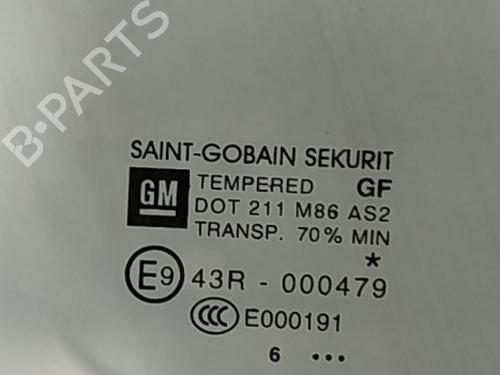 B-PARTS
SAINT-GOBAIN SEKURIT
GM TEMPERED GF
DOT 211 M86 AS2
TRANSP. 70% MIN
*
E9 43R - 000479
CCC E000191
6 •••